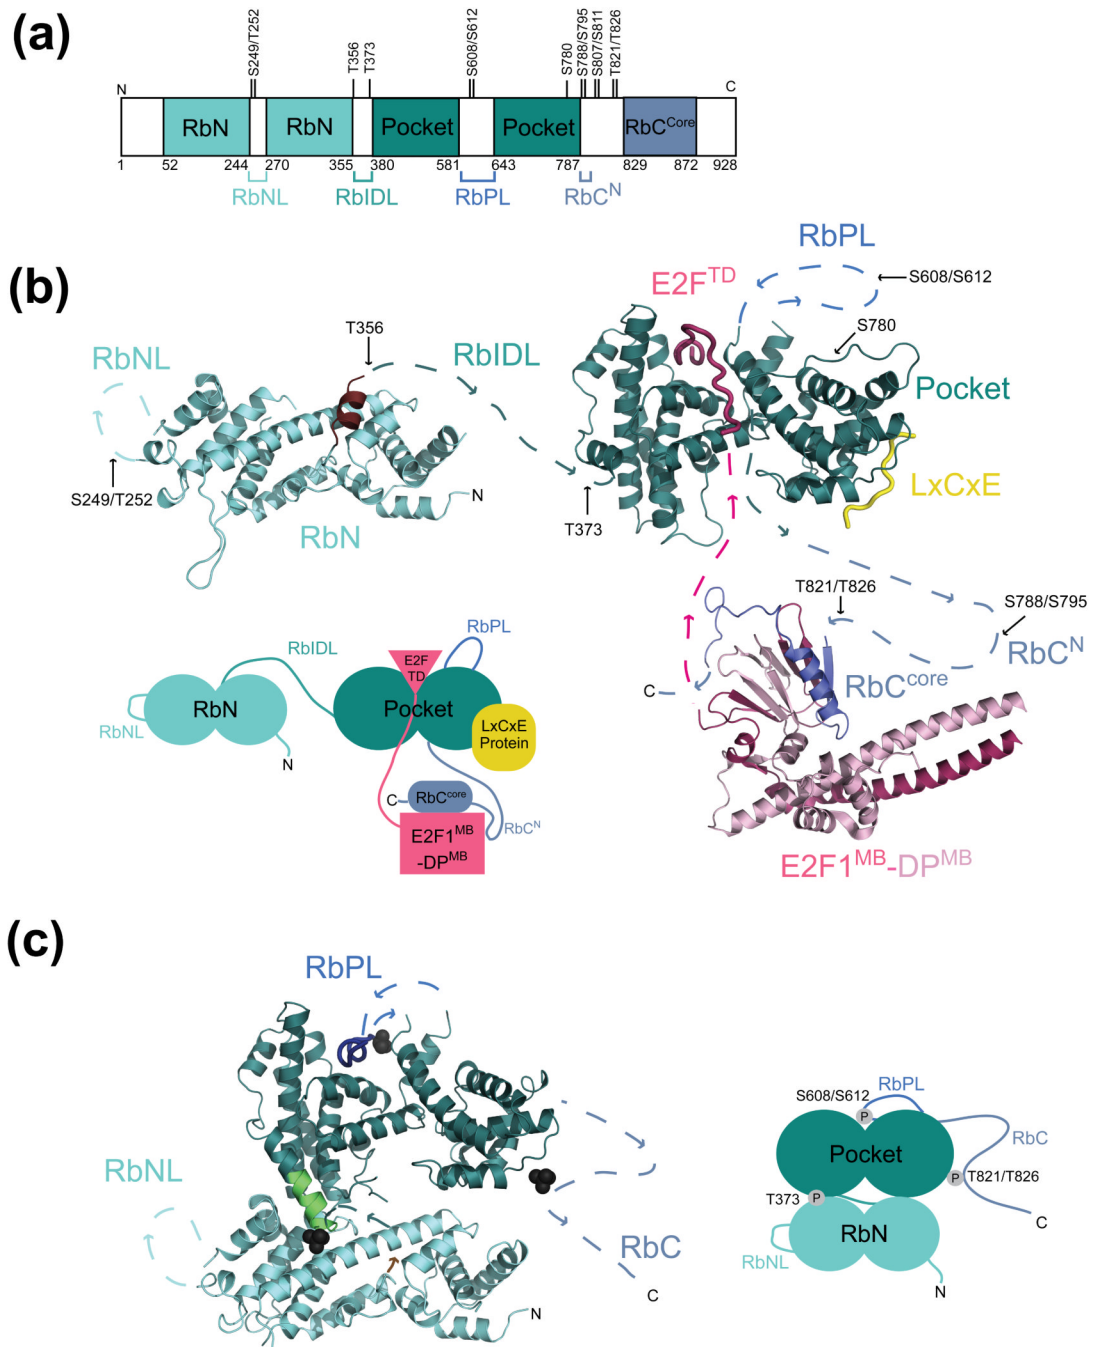 (a)
S249/T252
T356
T373
S608/S612
S780
S788/S795
S807/S811
T821/T826
N
C
RbN
RbN
Pocket
Pocket
RbC^Core
1
52
244
270
355
380
581
643
787
829
872
928
RbNL
RbIDL
RbPL
RbC^N
(b)
RbPL
E2F^TD
S608/S612
T356
S780
RbNL
RbIDL
Pocket
S249/T252
N
LxCxE
RbN
T373
T821/T826
S788/S795
RbC^N
C
RbC^core
E2F1^MB-DP^MB
RbIDL
RbPL
E2F
TD
RbN
Pocket
RbNL
LxCxE
Protein
N
C
RbC^core
RbC^N
E2F1^MB
-DP^MB
(c)
RbPL
RbNL
RbC
N
C
RbPL
S608/S612
P
RbC
Pocket
P
T821/T826
T373
P
C
RbN
RbNL
N